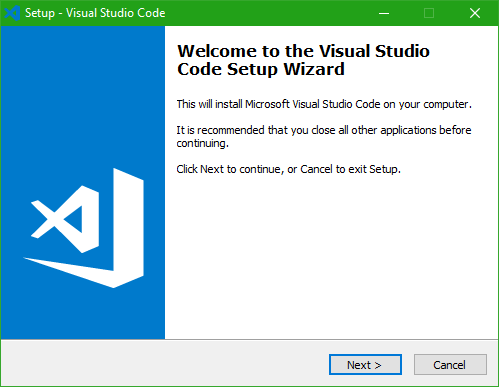 Setup - Visual Studio Code
Welcome to the Visual Studio
Code Setup Wizard
This will install Microsoft Visual Studio Code on your computer.
It is recommended that you close all other applications before
continuing.
Click Next to continue, or Cancel to exit Setup.
Next >
Cancel